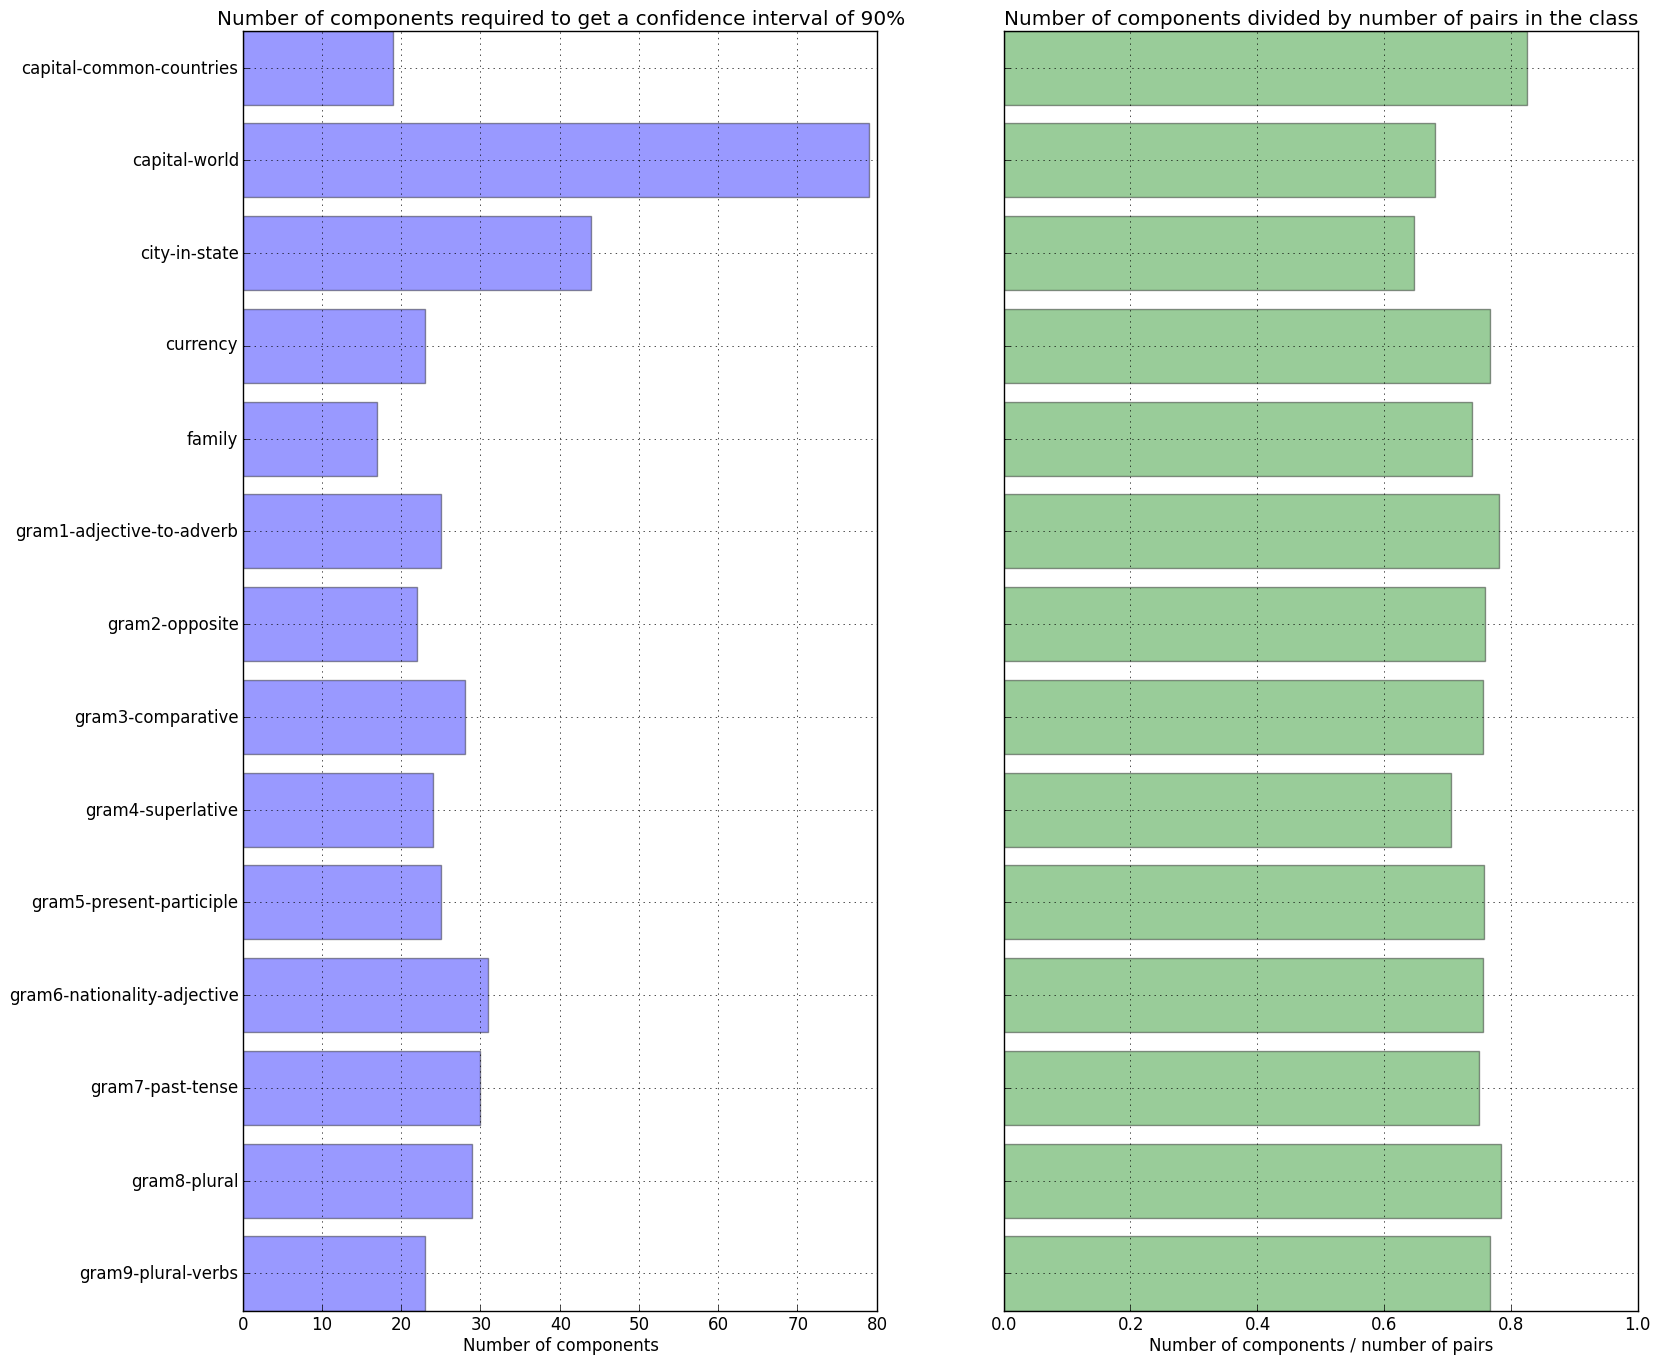 Number of components required to get a confidence interval of 90%
capital-common-countries
capital-world
city-in-state
currency
family
gram1-adjective-to-adverb
gram2-opposite
gram3-comparative
gram4-superlative
gram5-present-participle
gram6-nationality-adjective
gram7-past-tense
gram8-plural
gram9-plural-verbs
0 10 20 30 40 50 60 70 80
Number of components
Number of components divided by number of pairs in the class
0.0 0.2 0.4 0.6 0.8 1.0
Number of components / number of pairs